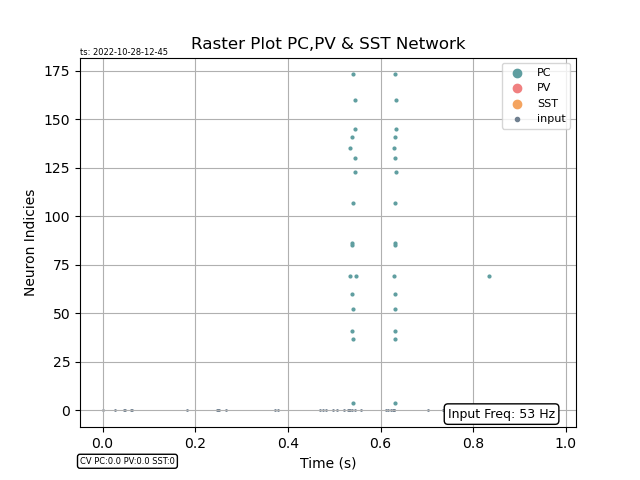 ts: 2022-10-28-12-45
Raster Plot PC,PV & SST Network
PC
PV
SST
input
Neuron Indicies
175
150
125
100
75
50
25
0
Input Freq: 53 Hz
0.0 0.2 0.4 0.6 0.8 1.0
CV PC:0.0 PV:0.0 SST:0
Time (s)